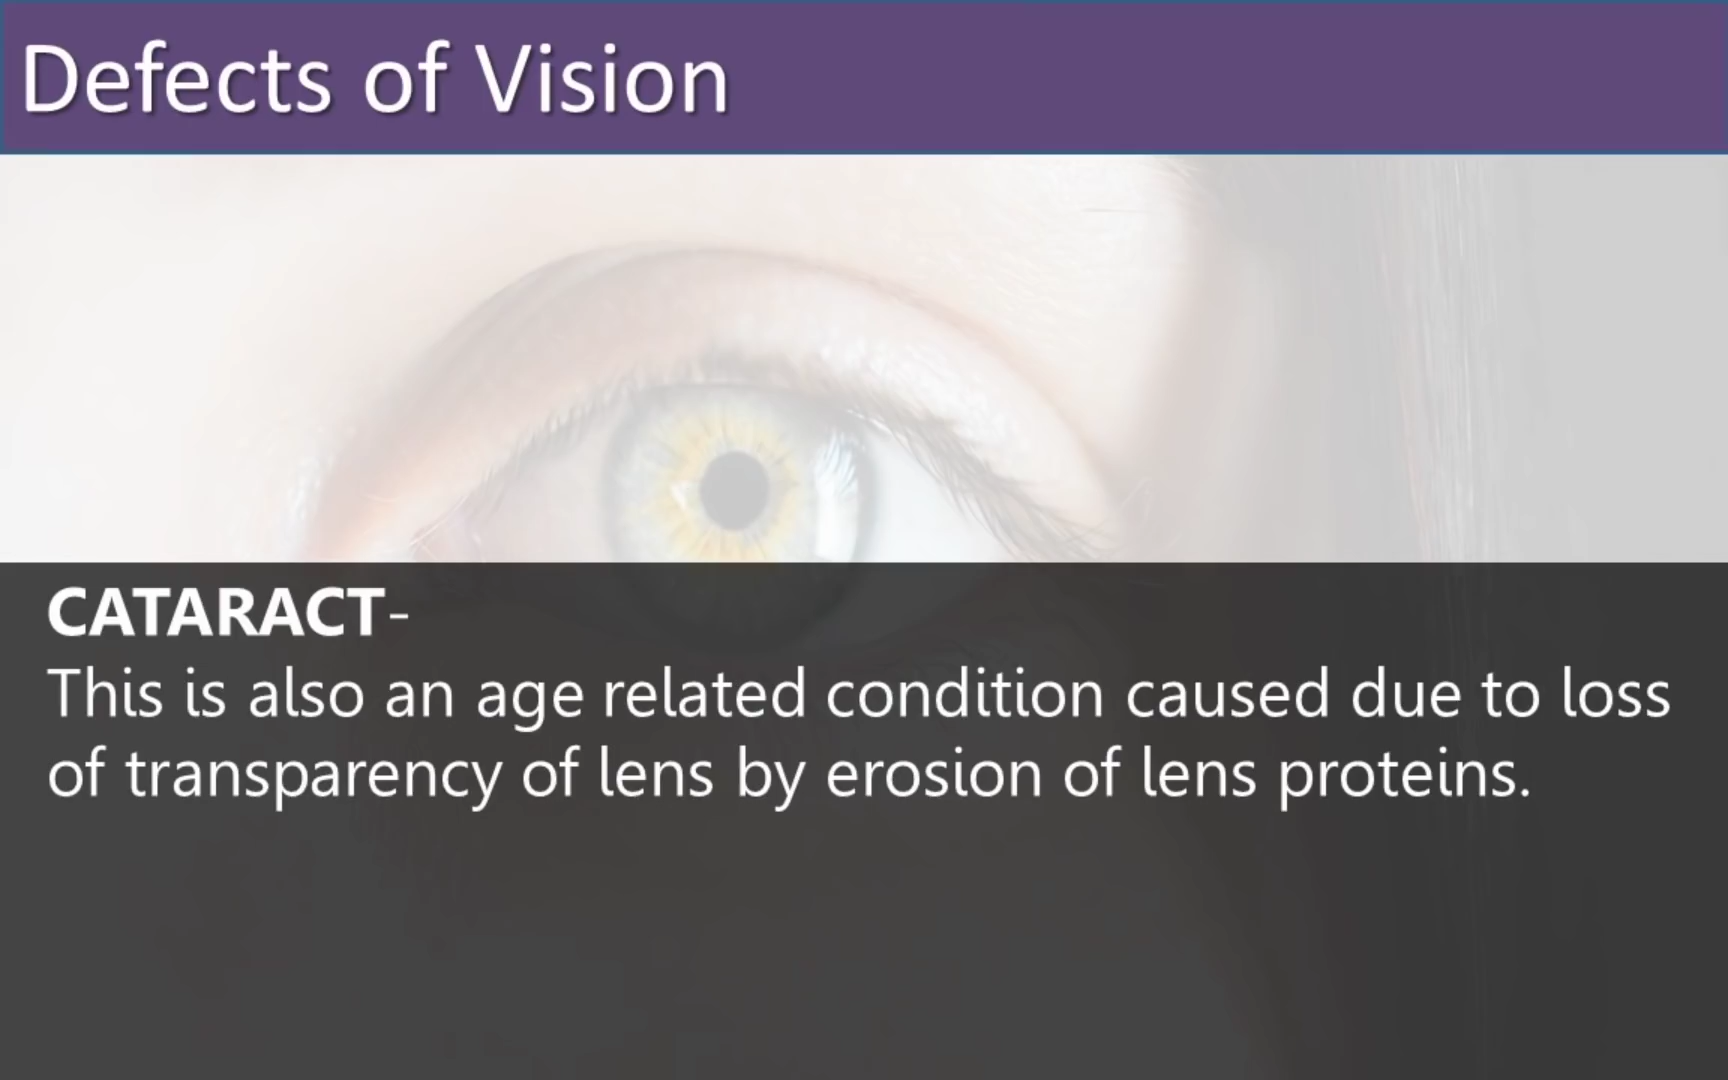 Defects of Vision
CATARACT-
This is also an age related condition caused due to loss
of transparency of lens by erosion of lens proteins.